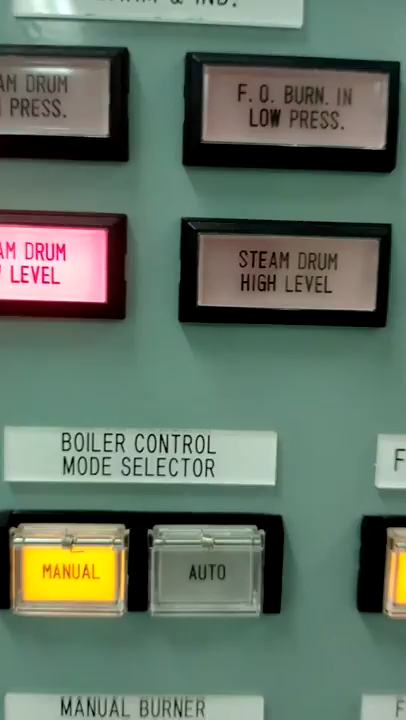 & IND.
AM DRUM
PRESS.
F. O. BURN. IN
LOW PRESS.
AM DRUM
LEVEL
STEAM DRUM
HIGH LEVEL
BOILER CONTROL
MODE SELECTOR
F
MANUAL
AUTO
MANUAL BURNER
F